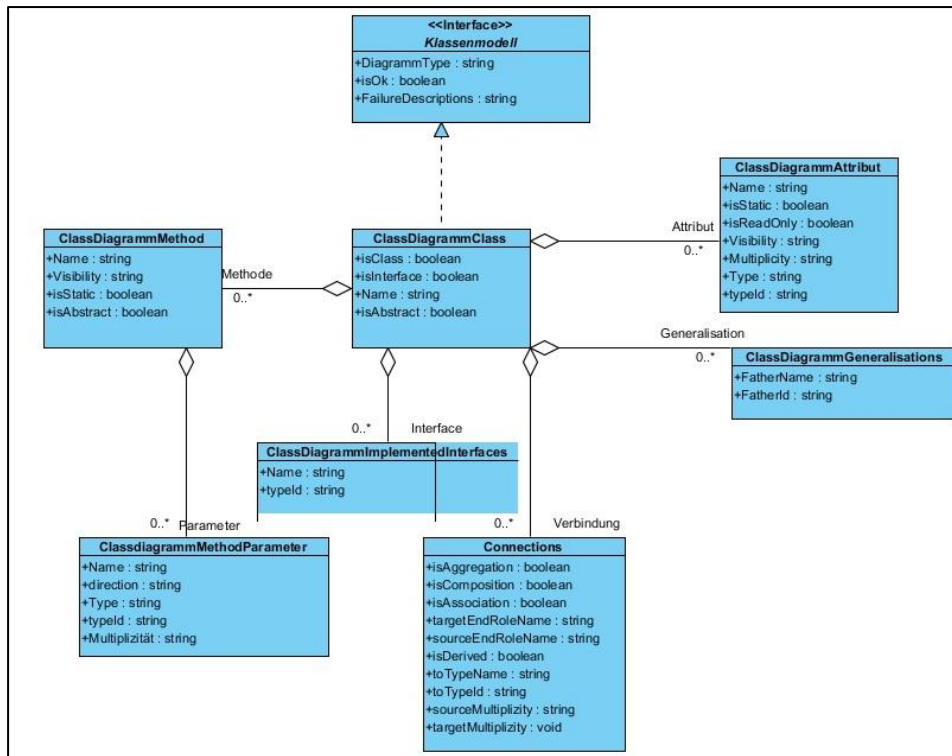 <<Interface>>
Klassenmodell
+DiagrammType : string
+isOk : boolean
+FailureDescriptions : string
ClassDiagrammAttribut
+Name : string
+isStatic : boolean
+isReadOnly : boolean
+Visibility : string
+Multiplicity : string
+Type : string
+typeId : string
Attribut
0..*
ClassDiagrammMethod
+Name : string
+Visibility : string
+isStatic : boolean
+isAbstract : boolean
Methode
0..*
ClassDiagrammClass
+isClass : boolean
+isInterface : boolean
+Name : string
+isAbstract : boolean
Generalisation
0..*
ClassDiagrammGeneralisations
+FatherName : string
+FatherId : string
0..*
Interface
ClassDiagrammImplementedInterfaces
+Name : string
+typeId : string
0..*
Parameter
ClassdiagrammMethodParameter
+Name : string
+direction : string
+Type : string
+typeId : string
+Multiplizität : string
0..*
Verbindung
Connections
+isAggregation : boolean
+isComposition : boolean
+isAssociation : boolean
+targetEndRoleName : string
+sourceEndRoleName : string
+isDerived : boolean
+toTypeName : string
+toTypeId : string
+sourceMultiplizity : string
+targetMultiplizity : void